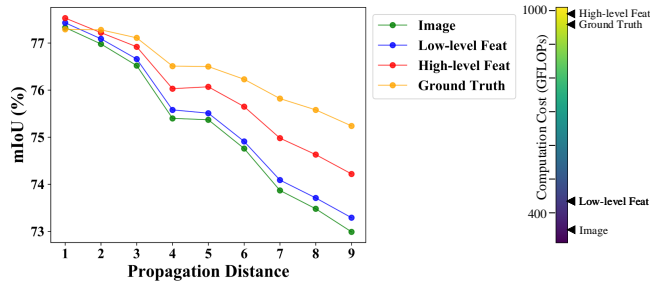 77
76
75
74
73
mIoU (%)
1 2 3 4 5 6 7 8 9
Propagation Distance
Image
Low-level Feat
High-level Feat
Ground Truth
1000
400
Computation Cost (GFLOPs)
High-level Feat
Ground Truth
Low-level Feat
Image